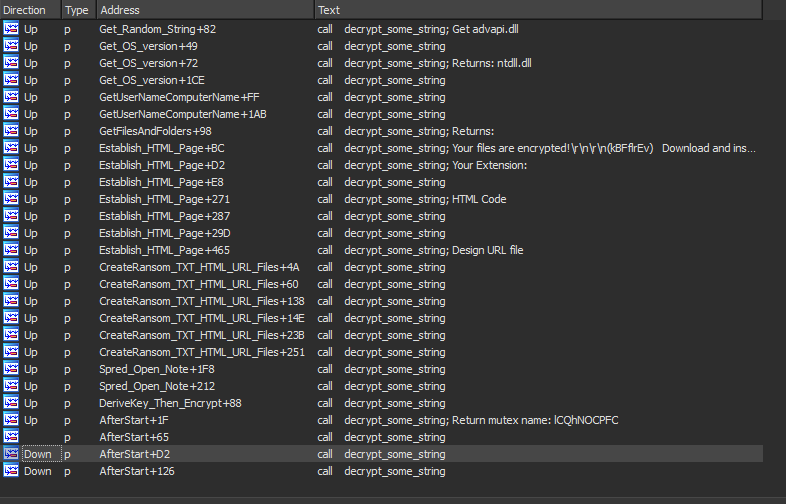 Direction Type Address Text
Up p Get_Random_String+82 call decrypt_some_string; Get advapi.dll
Up p Get_OS_version+49 call decrypt_some_string
Up p Get_OS_version+72 call decrypt_some_string; Returns: ntdll.dll
Up p Get_OS_version+1CE call decrypt_some_string
Up p GetUserNameComputerName+FF call decrypt_some_string
Up p GetUserNameComputerName+1AB call decrypt_some_string
Up p GetFilesAndFolders+98 call decrypt_some_string; Returns:
Up p Establish_HTML_Page+BC call decrypt_some_string; Your files are encrypted!\r\n\r\n(kBFflrEv) Download and ins...
Up p Establish_HTML_Page+D2 call decrypt_some_string; Your Extension:
Up p Establish_HTML_Page+E8 call decrypt_some_string
Up p Establish_HTML_Page+271 call decrypt_some_string; HTML Code
Up p Establish_HTML_Page+287 call decrypt_some_string
Up p Establish_HTML_Page+29D call decrypt_some_string
Up p Establish_HTML_Page+465 call decrypt_some_string; Design URL file
Up p CreateRansom_TXT_HTML_URL_Files+4A call decrypt_some_string
Up p CreateRansom_TXT_HTML_URL_Files+60 call decrypt_some_string
Up p CreateRansom_TXT_HTML_URL_Files+138 call decrypt_some_string
Up p CreateRansom_TXT_HTML_URL_Files+14E call decrypt_some_string
Up p CreateRansom_TXT_HTML_URL_Files+23B call decrypt_some_string
Up p CreateRansom_TXT_HTML_URL_Files+251 call decrypt_some_string
Up p Spred_Open_Note+1F8 call decrypt_some_string
Up p Spred_Open_Note+212 call decrypt_some_string
Up p DeriveKey_Then_Encrypt+88 call decrypt_some_string
Up p AfterStart+1F call decrypt_some_string; Return mutex name: lCQhNOCPFC
p AfterStart+65 call decrypt_some_string
Down p AfterStart+D2 call decrypt_some_string
Down p AfterStart+126 call decrypt_some_string